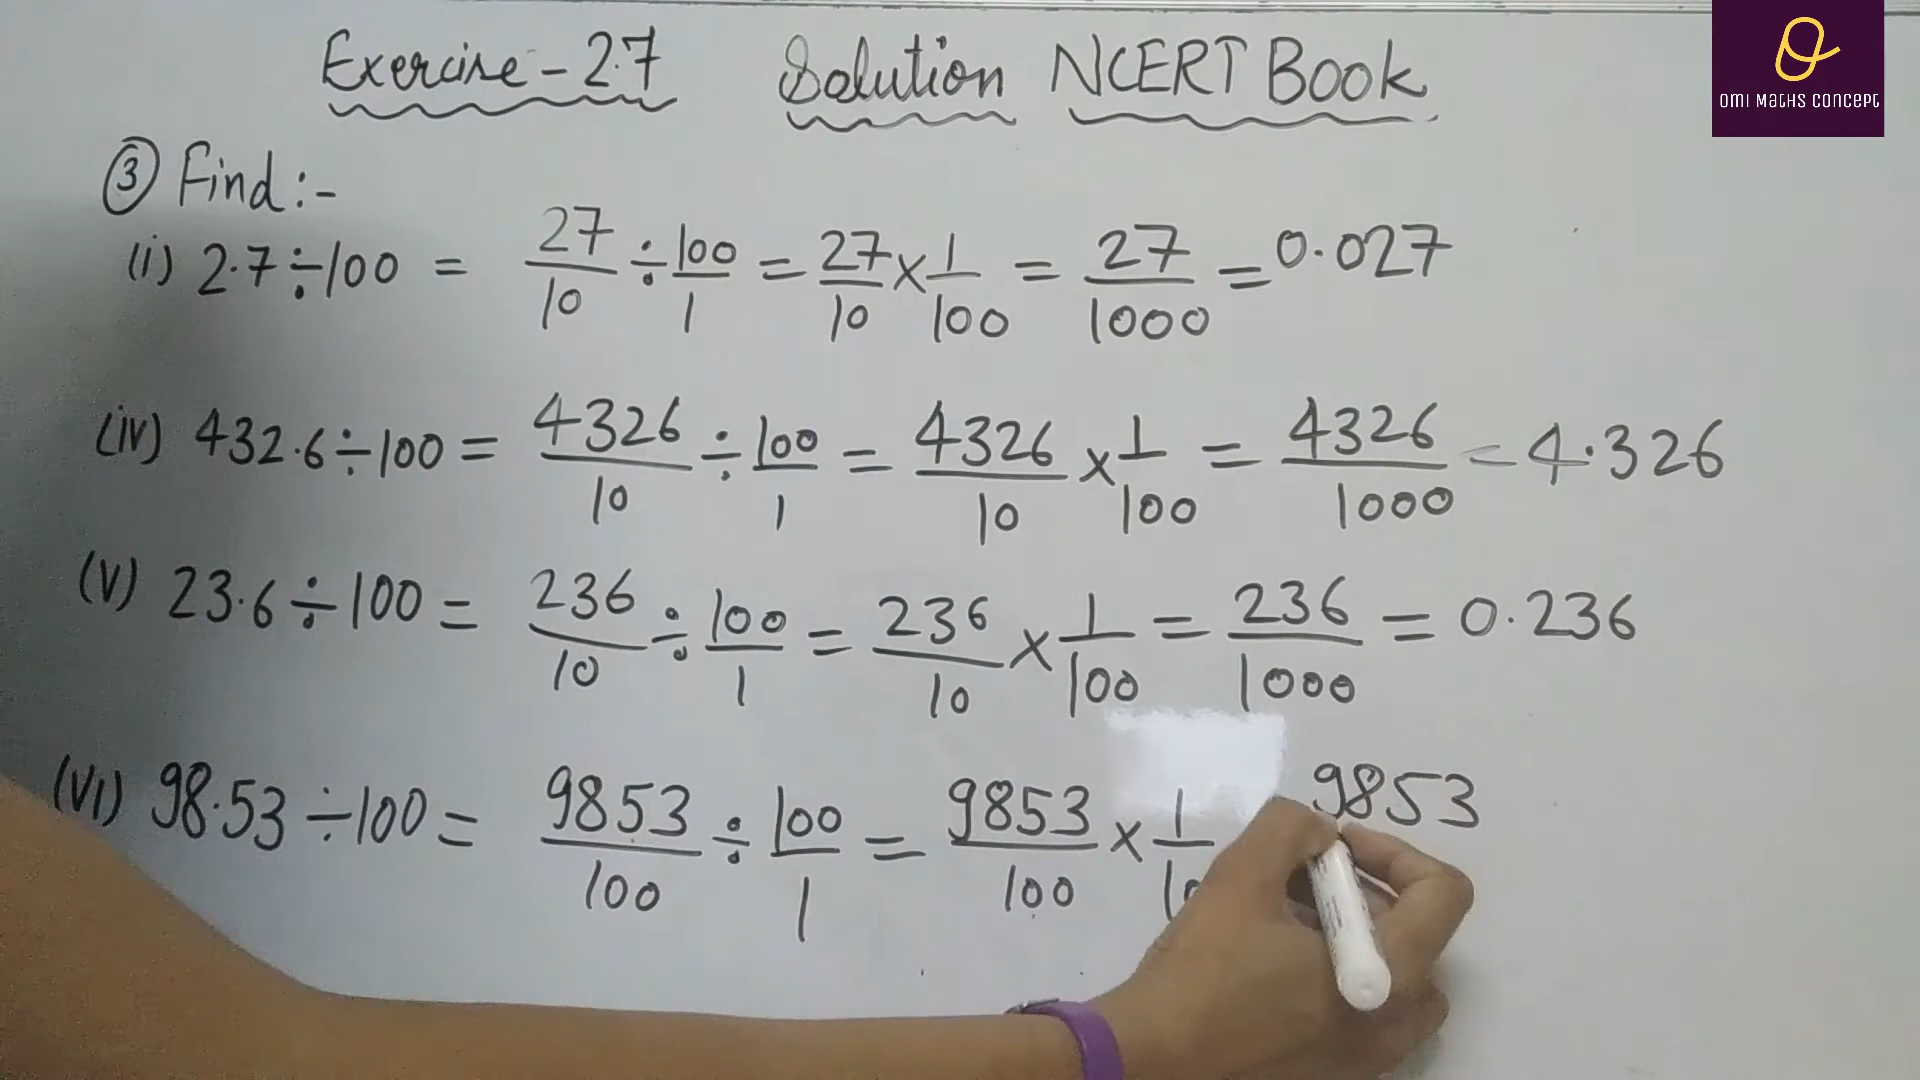 Exercise - 2.7 Solution NCERT Book
OMI MATHS CONCEPT
③ Find:-
(i) 2.7 ÷ 100 = 27/10 ÷ 100/1 = 27/10 × 1/100 = 27/1000 = 0.027
(iv) 432.6 ÷ 100 = 4326/10 ÷ 100/1 = 4326/10 × 1/100 = 4326/1000 = 4.326
(v) 23.6 ÷ 100 = 236/10 ÷ 100/1 = 236/10 × 1/100 = 236/1000 = 0.236
(vi) 98.53 ÷ 100 = 9853/100 ÷ 100/1 = 9853/100 × 1/10 9853